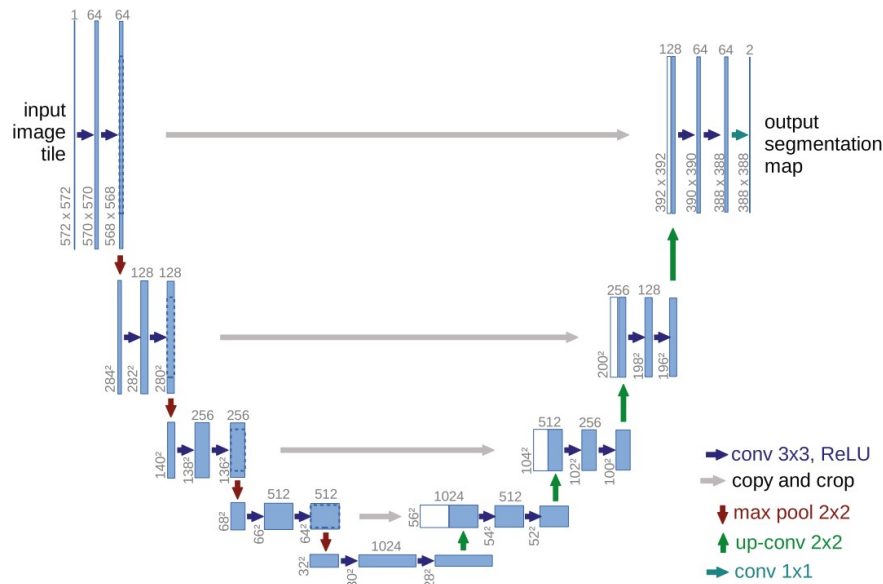 1 64 64
input
image
tile
572 x 572
570 x 570
568 x 568
128 64 64 2
392 x 392
390 x 390
388 x 388
388 x 388
output
segmentation
map
128 128
284²
282²
280²
256 128
200²
198²
196²
256 256
140²
138²
136²
512 256
104²
102²
100²
512 512
68²
66²
64²
1024 512
56²
54²
52²
1024
32²
30²
28²
conv 3x3, ReLU
copy and crop
max pool 2x2
up-conv 2x2
conv 1x1